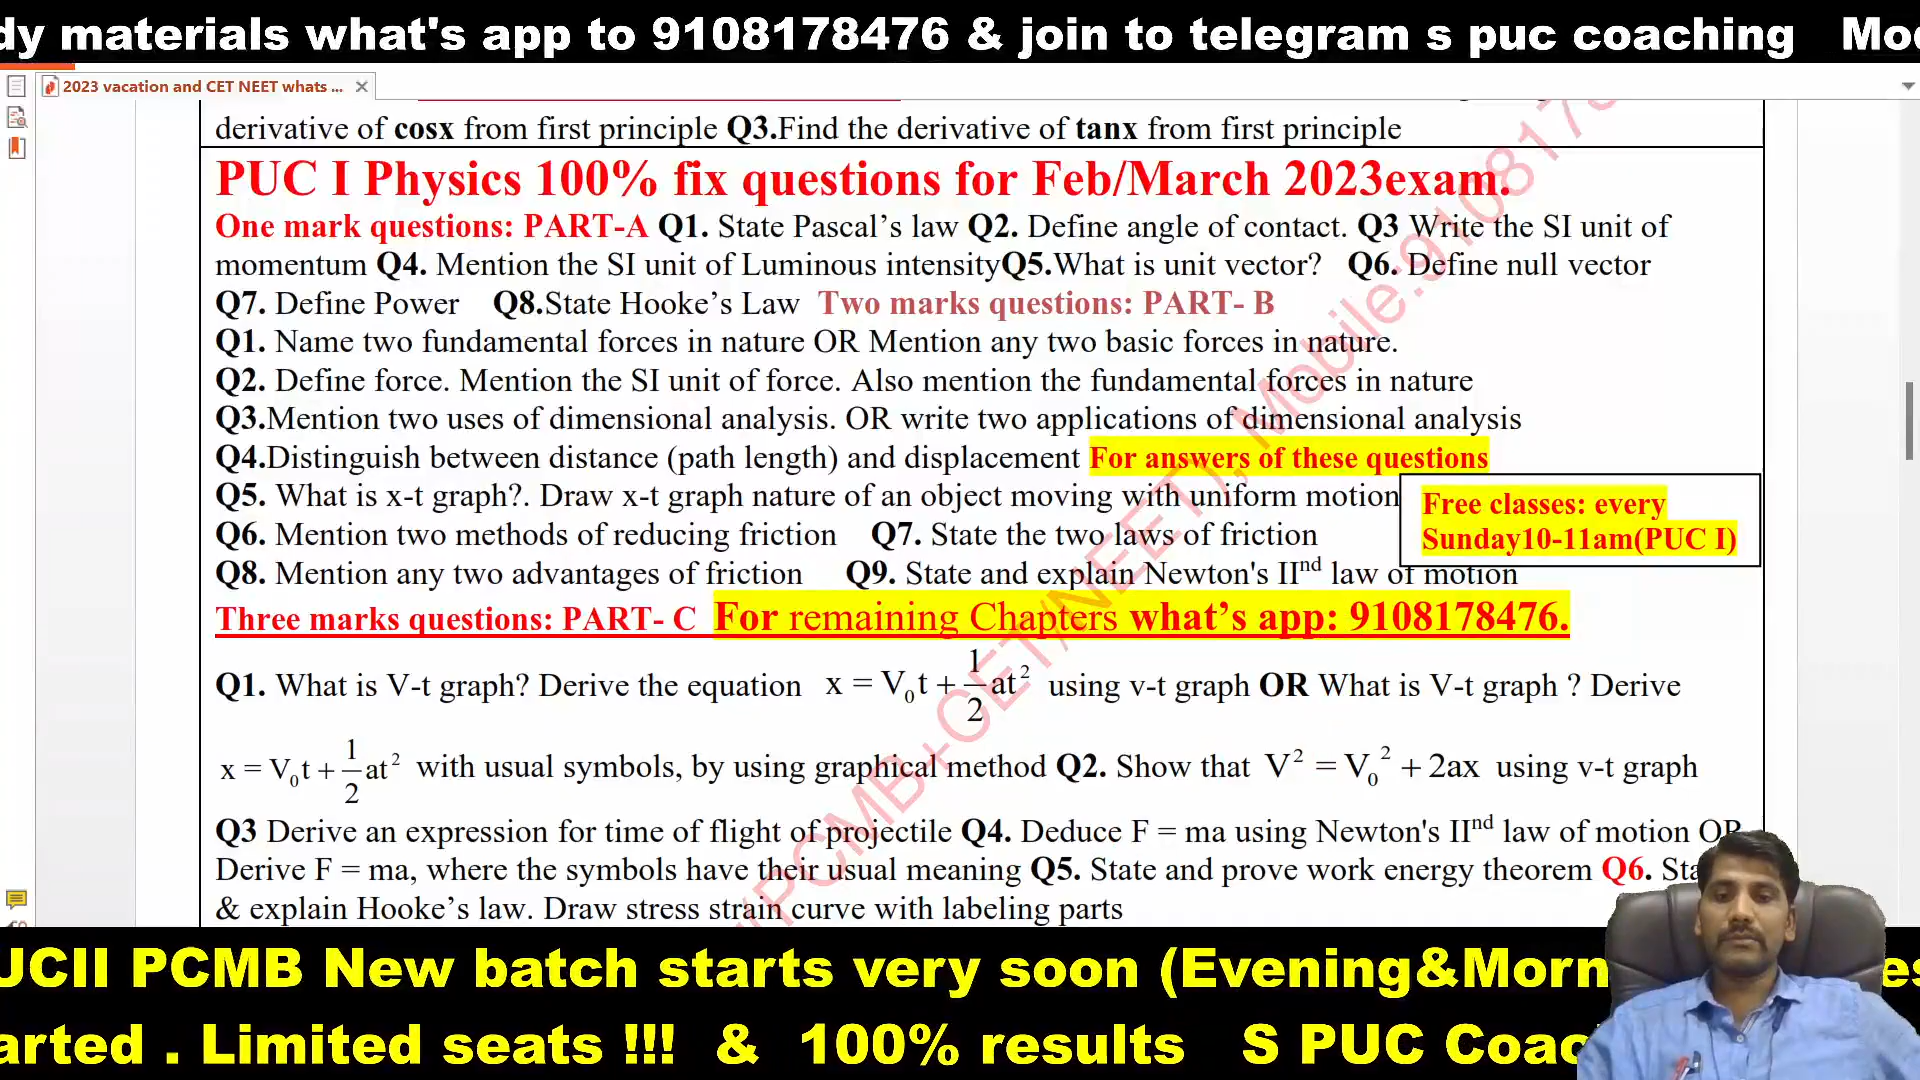 dy materials what's app to 9108178476 & join to telegram s puc coaching Mo
2023 vacation and CET NEET whats ...
derivative of cosx from first principle Q3.Find the derivative of tanx from first principle
PUC I Physics 100% fix questions for Feb/March 2023exam.
One mark questions: PART-A Q1. State Pascal's law Q2. Define angle of contact. Q3 Write the SI unit of
momentum Q4. Mention the SI unit of Luminous intensityQ5.What is unit vector? Q6. Define null vector
Q7. Define Power Q8.State Hooke's Law Two marks questions: PART- B
Q1. Name two fundamental forces in nature OR Mention any two basic forces in nature.
Q2. Define force. Mention the SI unit of force. Also mention the fundamental forces in nature
Q3.Mention two uses of dimensional analysis. OR write two applications of dimensional analysis
Q4.Distinguish between distance (path length) and displacement For answers of these questions
Q5. What is x-t graph?. Draw x-t graph nature of an object moving with uniform motion
Free classes: every
Sunday10-11am(PUC I)
Q6. Mention two methods of reducing friction Q7. State the two laws of friction
Q8. Mention any two advantages of friction Q9. State and explain Newton's IInd law of motion
Three marks questions: PART- C For remaining Chapters what's app: 9108178476.
Q1. What is V-t graph? Derive the equation x = V₀t + 1/2 at² using v-t graph OR What is V-t graph ? Derive
x = V₀t + 1/2 at² with usual symbols, by using graphical method Q2. Show that V² = V₀² + 2ax using v-t graph
Q3 Derive an expression for time of flight of projectile Q4. Deduce F = ma using Newton's IInd law of motion OR
Derive F = ma, where the symbols have their usual meaning Q5. State and prove work energy theorem Q6. Sta
& explain Hooke's law. Draw stress strain curve with labeling parts
/PCMB+CET/NEET), Mobile:9108178
UCII PCMB New batch starts very soon (Evening&Morn es
arted . Limited seats !!! & 100% results S PUC Coac